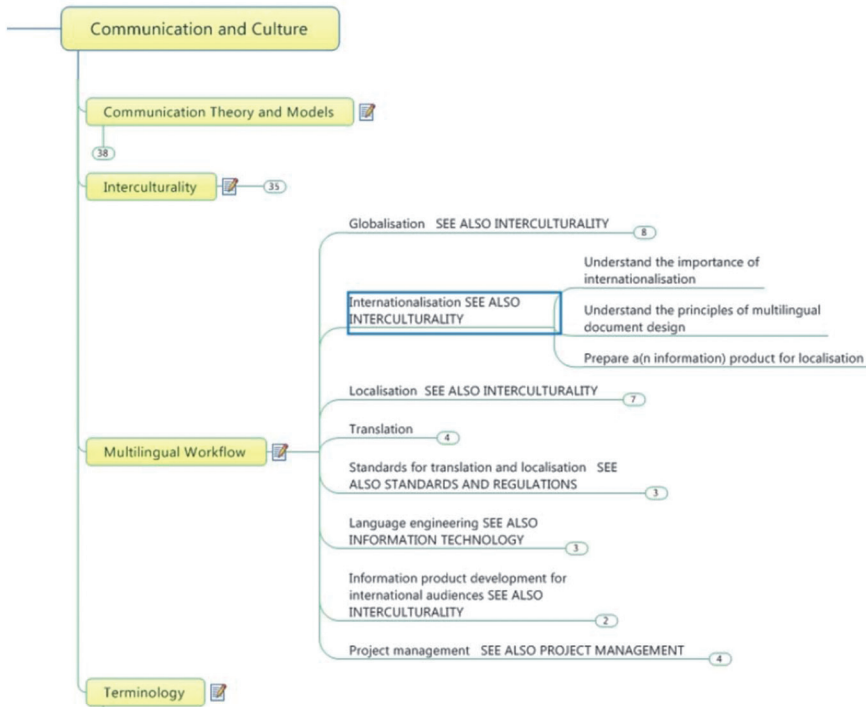 Communication and Culture
Communication Theory and Models
38
Interculturality
35
Globalisation SEE ALSO INTERCULTURALITY
8
Understand the importance of
internationalisation
Internationalisation SEE ALSO
INTERCULTURALITY
Understand the principles of multilingual
document design
Prepare a(n information) product for localisation
Localisation SEE ALSO INTERCULTURALITY
7
Translation
4
Multilingual Workflow
Standards for translation and localisation SEE
ALSO STANDARDS AND REGULATIONS
3
Language engineering SEE ALSO
INFORMATION TECHNOLOGY
3
Information product development for
international audiences SEE ALSO
INTERCULTURALITY
2
Project management SEE ALSO PROJECT MANAGEMENT
4
Terminology